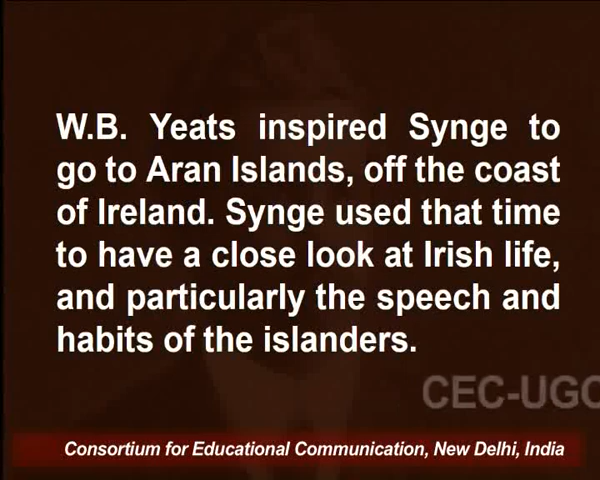 W.B. Yeats inspired Synge to
go to Aran Islands, off the coast
of Ireland. Synge used that time
to have a close look at Irish life,
and particularly the speech and
habits of the islanders.
CEC-UGC
Consortium for Educational Communication, New Delhi, India